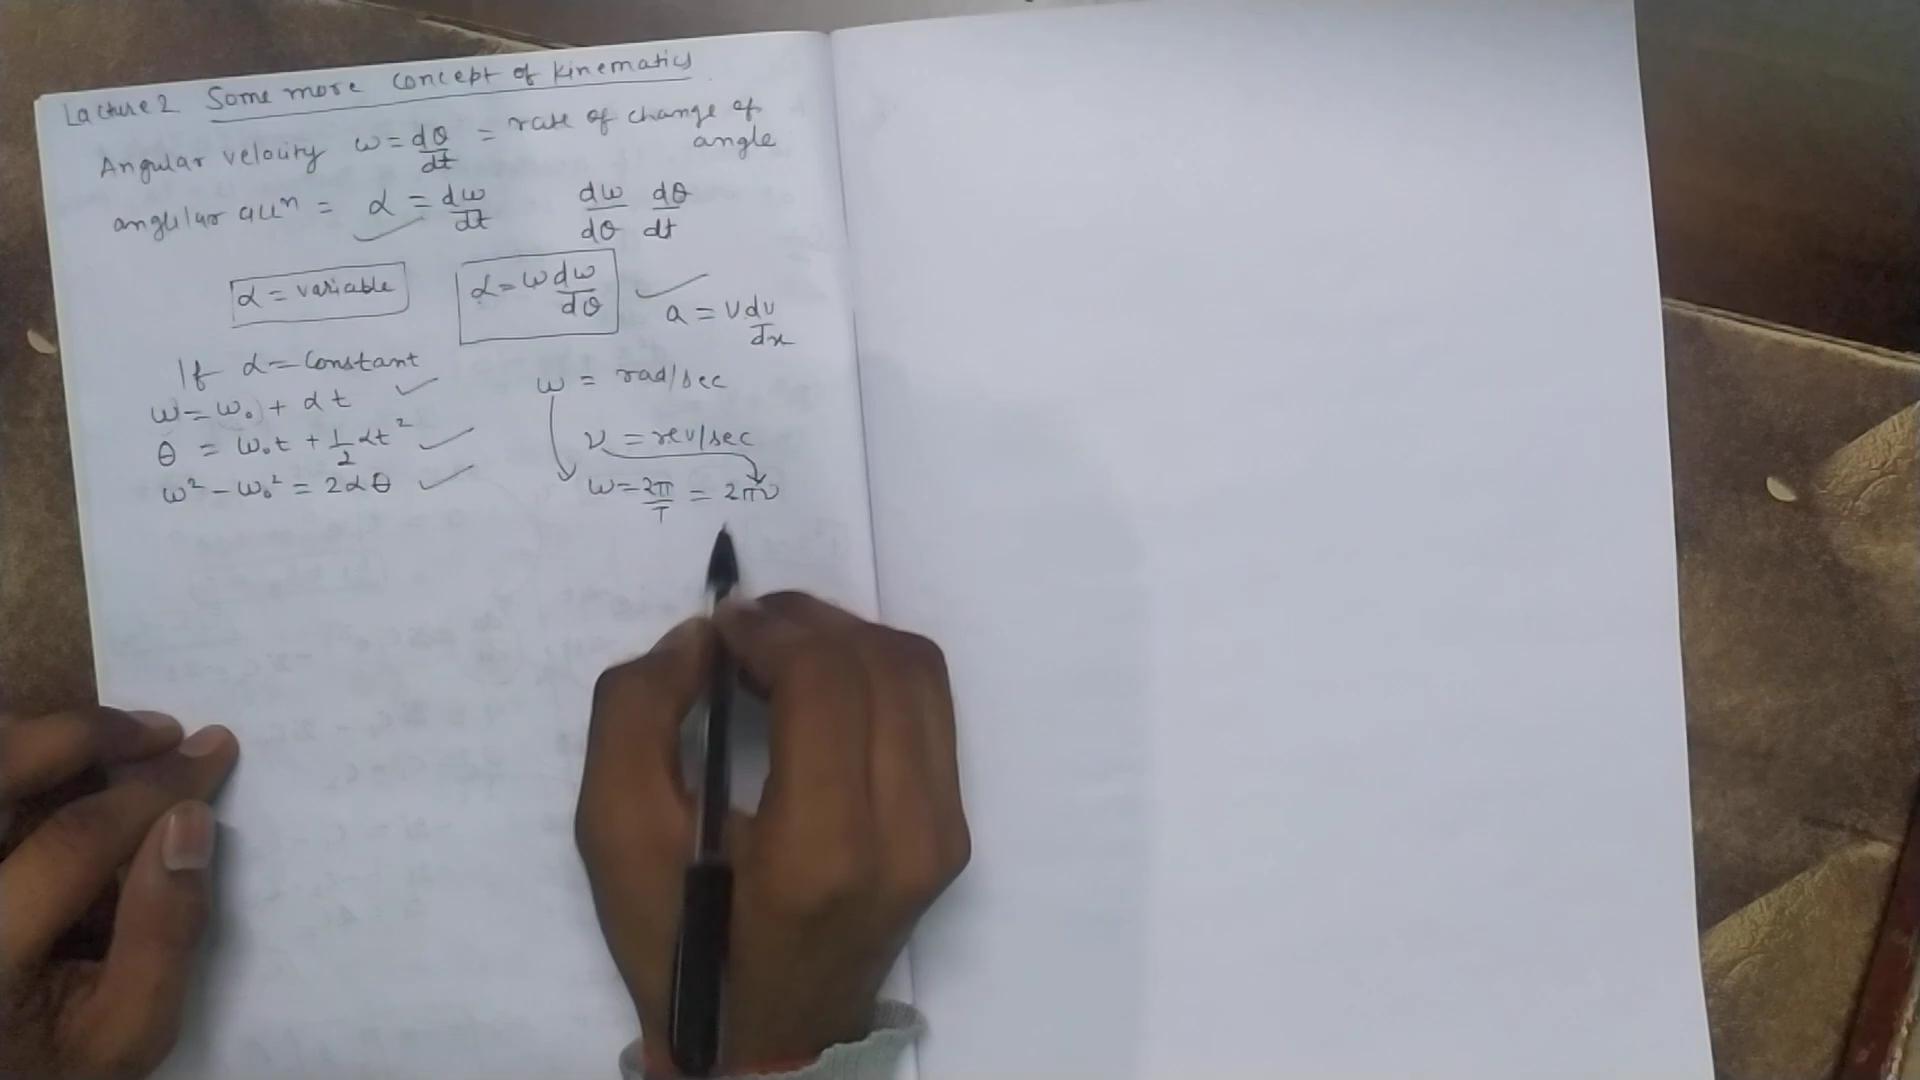 Lacture 2 Some more concept of kinematics
Angular velocity ω = dθ/dt = rate of change of angle
angular accⁿ = α = dω/dt dω/dθ dθ/dt
α = variable α = ω dω/dθ a = v dv/dx
If α = constant
ω = rad/sec
ω = ω₀ + αt
ν = rev/sec
θ = ω₀t + 1/2 αt²
ω² - ω₀² = 2αθ
ω = 2π/T = 2πν